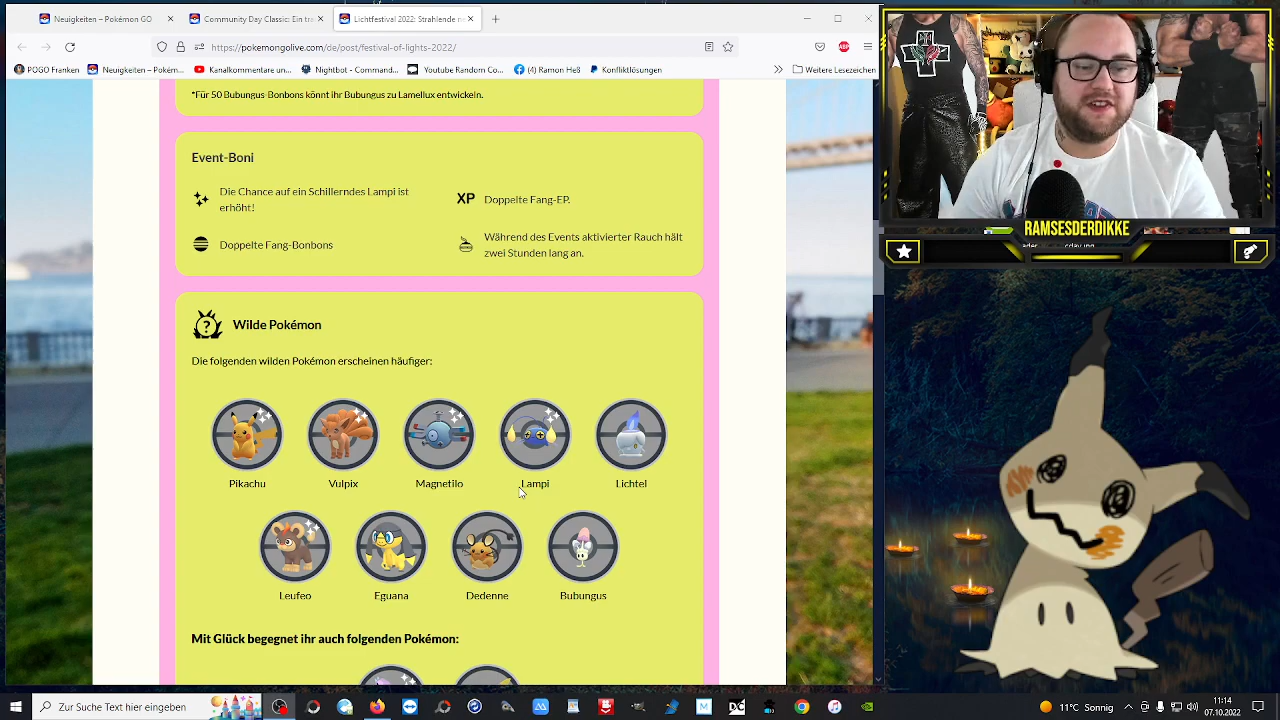 Neuigkeiten – Pokémon GO
Community Day Classic: Ein tra
Lichtfestival 2022: Strahlende ne
https://pokemongolive.com/de/post/festival-of-lights-2022/
ABP
POGO Franken
Neuigkeiten – Pokém...
Kanalkommentare un...
Nightbot - Comman...
Youtube Random Co...
(4) Ramon Heß
Konfliktlösungen
Weitere Lesezeichen
*Für 50 Bubungus-Bonbons könnt ihr Bubungus zu Lamellux entwickeln.
Event-Boni
Die Chance auf ein Schillerndes Lampi ist
erhöht!
XP Doppelte Fang-EP.
Doppelte Fang-Bonbons
Während des Events aktivierter Rauch hält
zwei Stunden lang an.
Wilde Pokémon
Die folgenden wilden Pokémon erscheinen häufiger:
Pikachu
Vulpix
Magnetilo
Lampi
Lichtel
Leufeo
Eguana
Dedenne
Bubungus
Mit Glück begegnet ihr auch folgenden Pokémon:
RAMSESDERDIKKE
Zur Suche Text hier eingeben
11°C Sonnig
11:14
07.10.2022